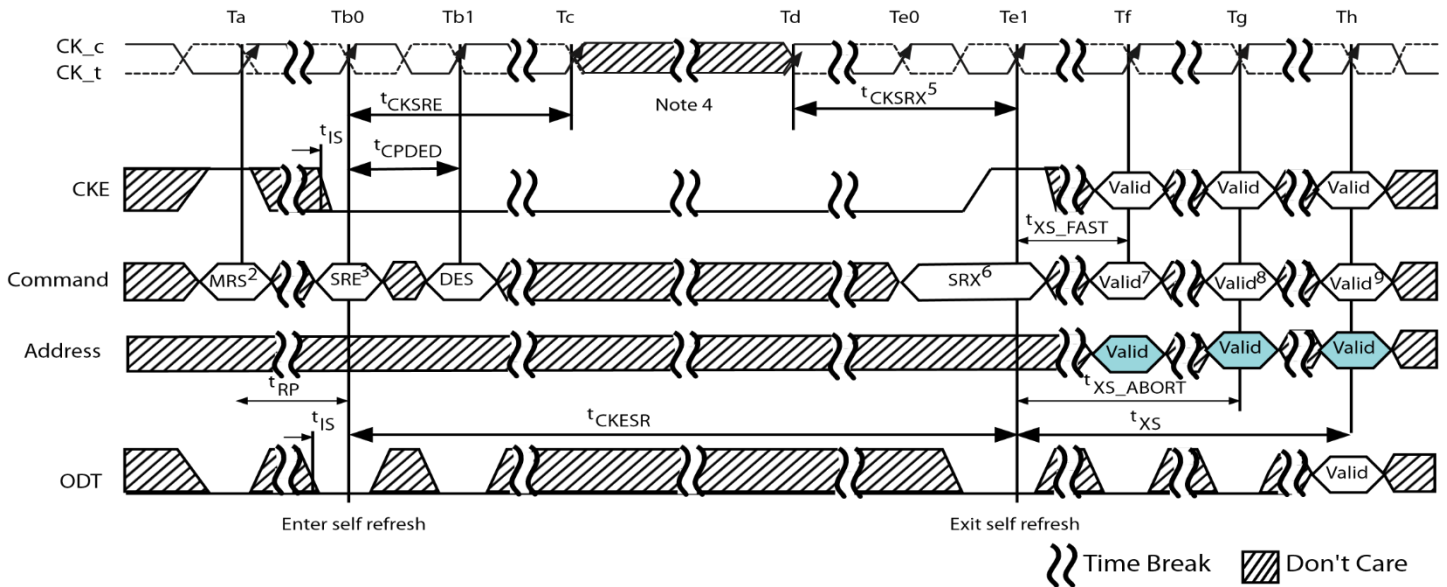 Ta Tb0 Tb1 Tc Td Te0 Te1 Tf Tg Th
CK_c
CK_t
tCKSRE Note 4 tCKSRX5
tIS tCPDED
CKE Valid Valid Valid
tXS_FAST
Command MRS2 SRE3 DES SRX6 Valid7 Valid8 Valid9
Address Valid Valid Valid
tRP tXS_ABORT
tIS tCKESR tXS
ODT Valid
Enter self refresh Exit self refresh
Time Break Don't Care